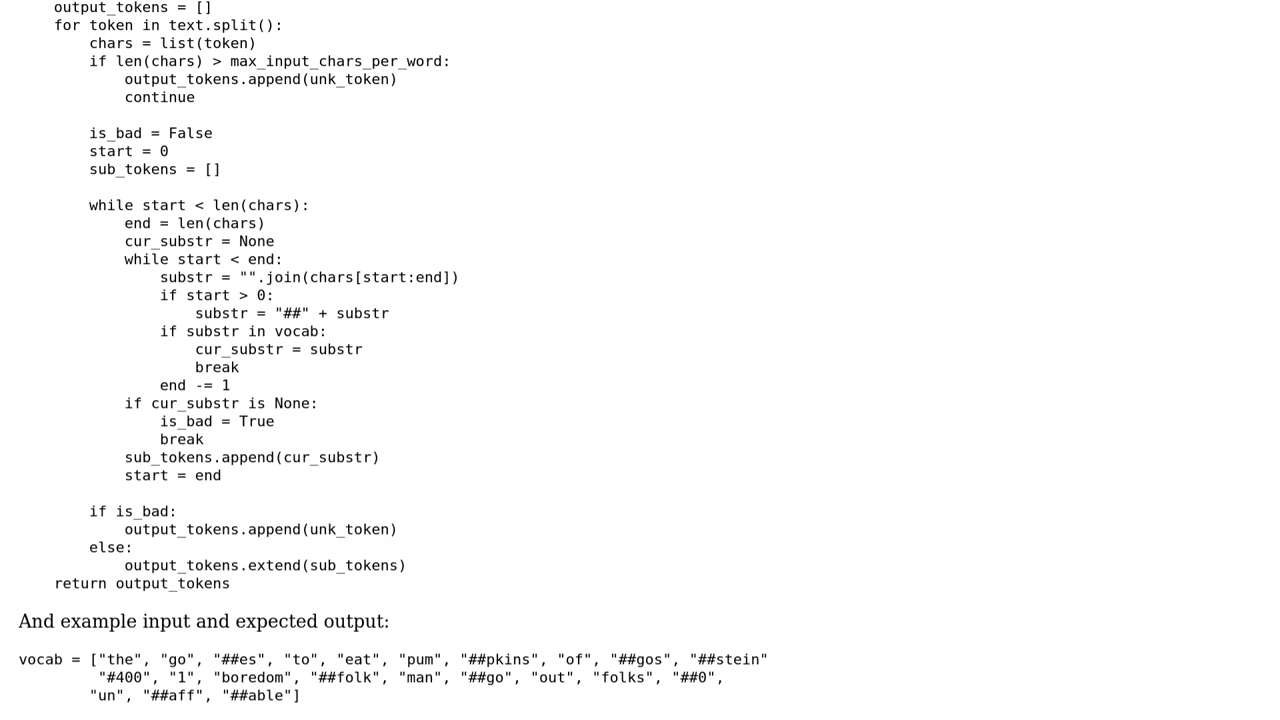 output_tokens = []
    for token in text.split():
        chars = list(token)
        if len(chars) > max_input_chars_per_word:
            output_tokens.append(unk_token)
            continue

        is_bad = False
        start = 0
        sub_tokens = []

        while start < len(chars):
            end = len(chars)
            cur_substr = None
            while start < end:
                substr = "".join(chars[start:end])
                if start > 0:
                    substr = "##" + substr
                if substr in vocab:
                    cur_substr = substr
                    break
                end -= 1
            if cur_substr is None:
                is_bad = True
                break
            sub_tokens.append(cur_substr)
            start = end

        if is_bad:
            output_tokens.append(unk_token)
        else:
            output_tokens.extend(sub_tokens)
    return output_tokens
And example input and expected output:
vocab = ["the", "go", "##es", "to", "eat", "pum", "##pkins", "of", "##gos", "##stein"
         "#400", "1", "boredom", "##folk", "man", "##go", "out", "folks", "##0",
        "un", "##aff", "##able"]